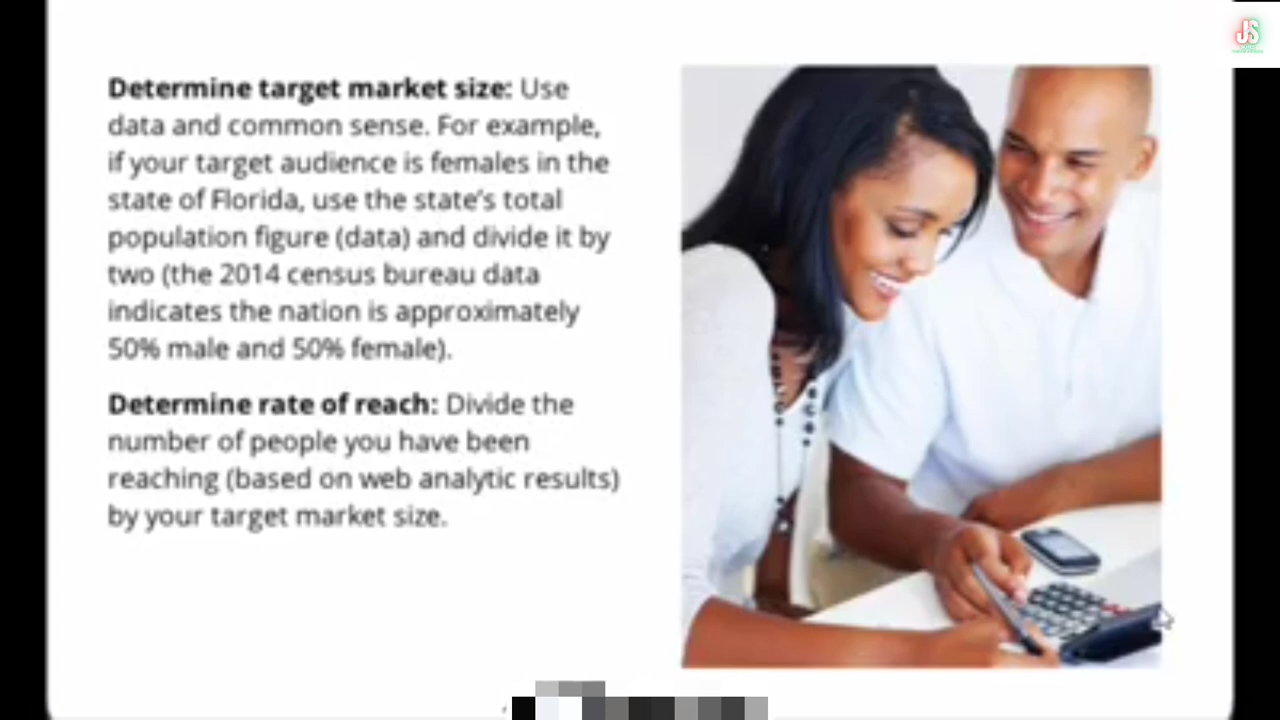 Determine target market size: Use
data and common sense. For example,
if your target audience is females in the
state of Florida, use the state's total
population figure (data) and divide it by
two (the 2014 census bureau data
indicates the nation is approximately
50% male and 50% female).
Determine rate of reach: Divide the
number of people you have been
reaching (based on web analytic results)
by your target market size.
JS